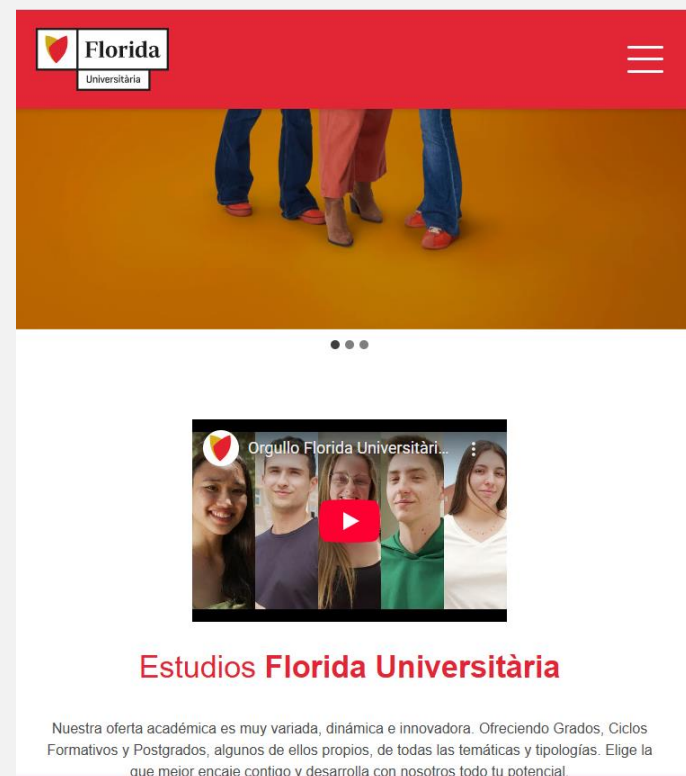 Florida
Universitària
Orgullo Florida Universitàri...
Estudios Florida Universitària
Nuestra oferta académica es muy variada, dinámica e innovadora. Ofreciendo Grados, Ciclos
Formativos y Postgrados, algunos de ellos propios, de todas las temáticas y tipologías. Elige la
que mejor encaje contigo y desarrolla con nosotros todo tu potencial.